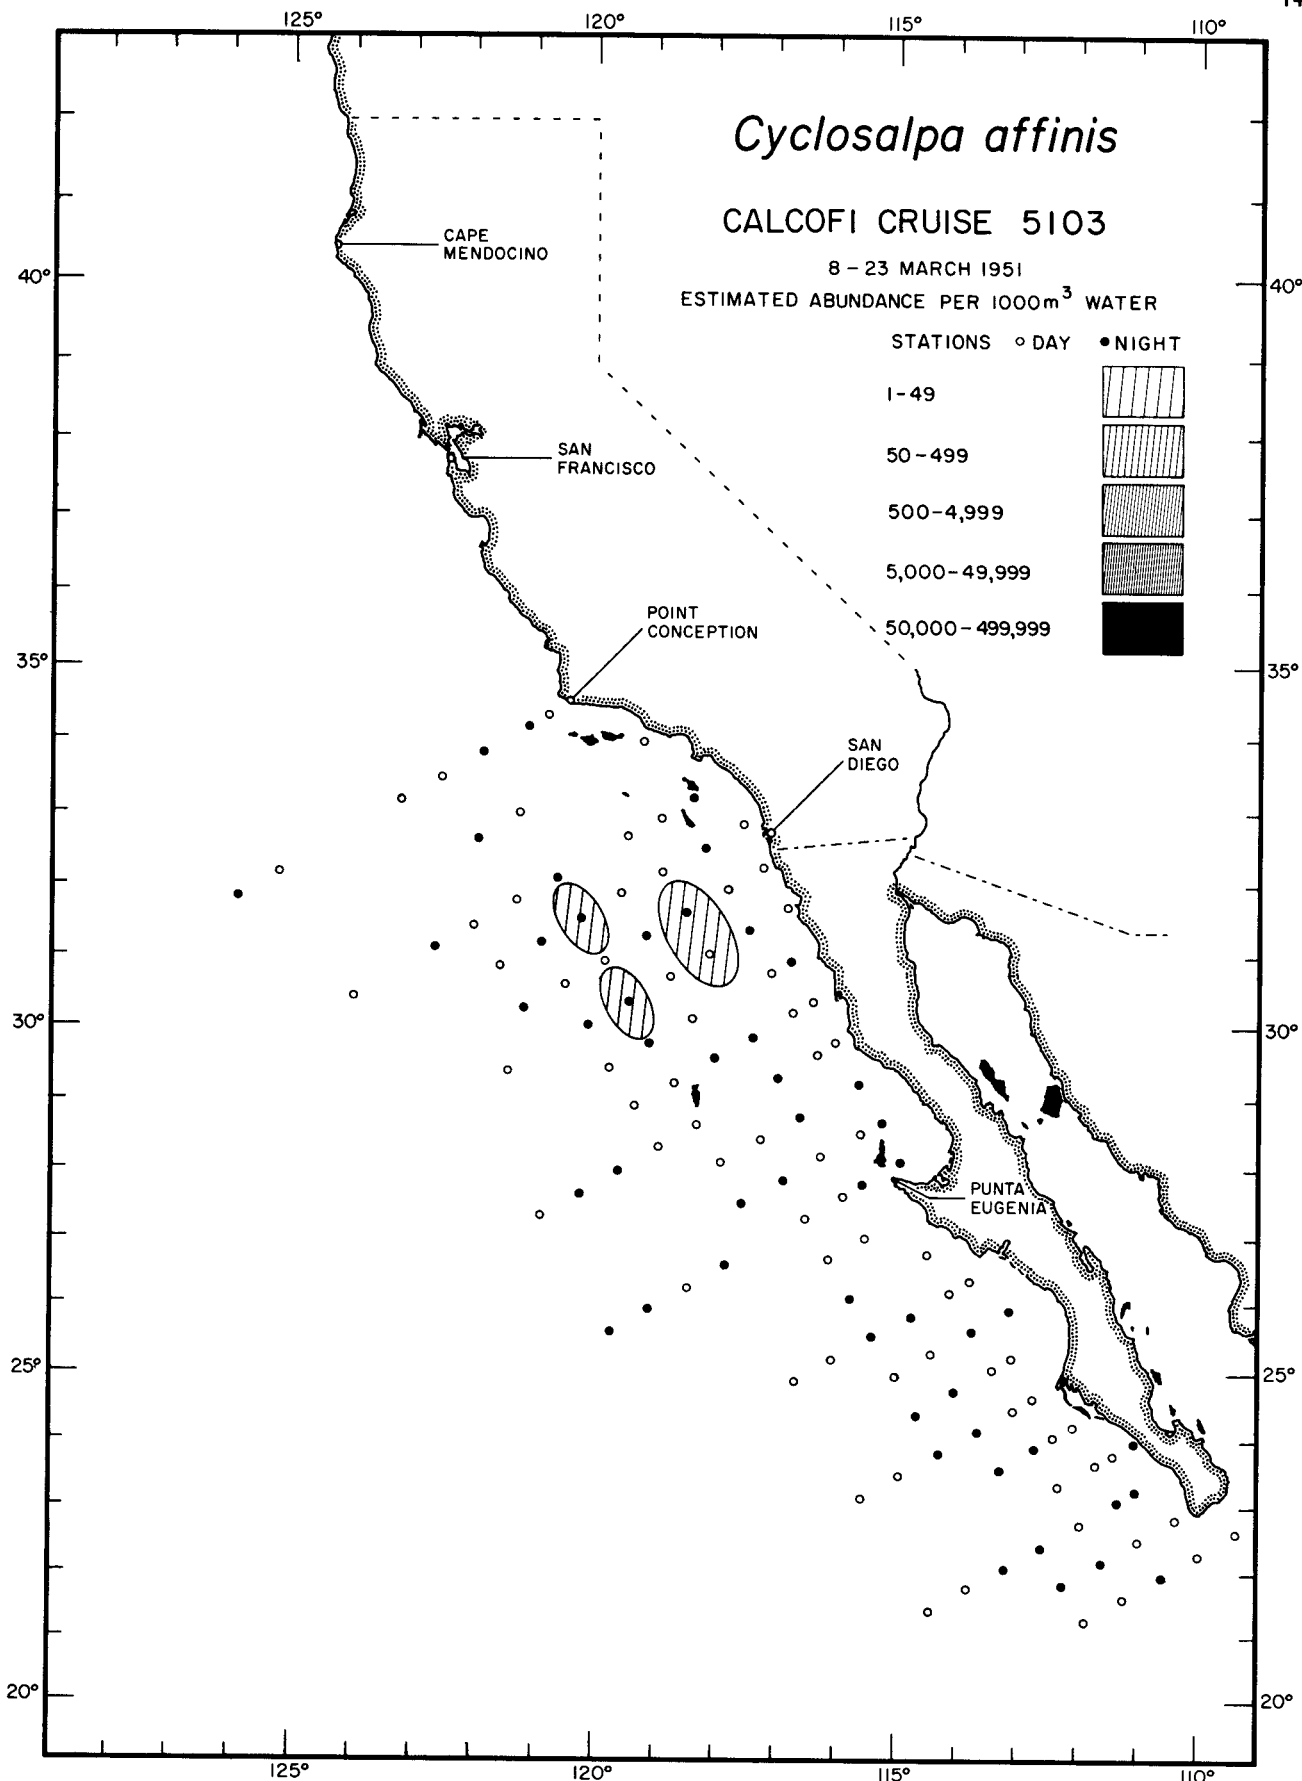 14
125°
120°
115°
110°
Cyclosalpa affinis
CALCOFI CRUISE 5103
8 – 23 MARCH 1951
ESTIMATED ABUNDANCE PER 1000m³ WATER
STATIONS ○ DAY ● NIGHT
1–49
50–499
500–4,999
5,000–49,999
50,000–499,999
CAPE
MENDOCINO
40°
40°
SAN
FRANCISCO
POINT
CONCEPTION
35°
35°
SAN
DIEGO
30°
30°
PUNTA
EUGENIA
25°
25°
20°
20°
125°
120°
115°
110°